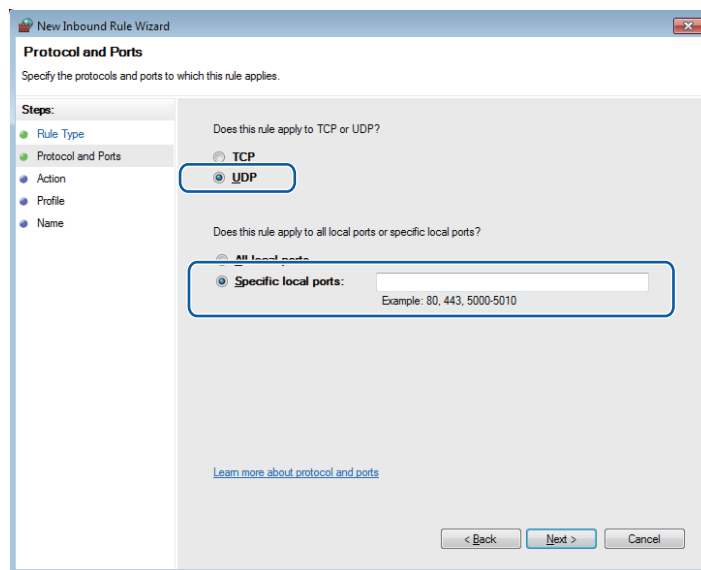 New Inbound Rule Wizard
Protocol and Ports
Specify the protocols and ports to which this rule applies.
Steps:
Rule Type
Protocol and Ports
Action
Profile
Name
Does this rule apply to TCP or UDP?
TCP
UDP
Does this rule apply to all local ports or specific local ports?
All local ports
Specific local ports:
Example: 80, 443, 5000-5010
Learn more about protocol and ports
< Back Next > Cancel